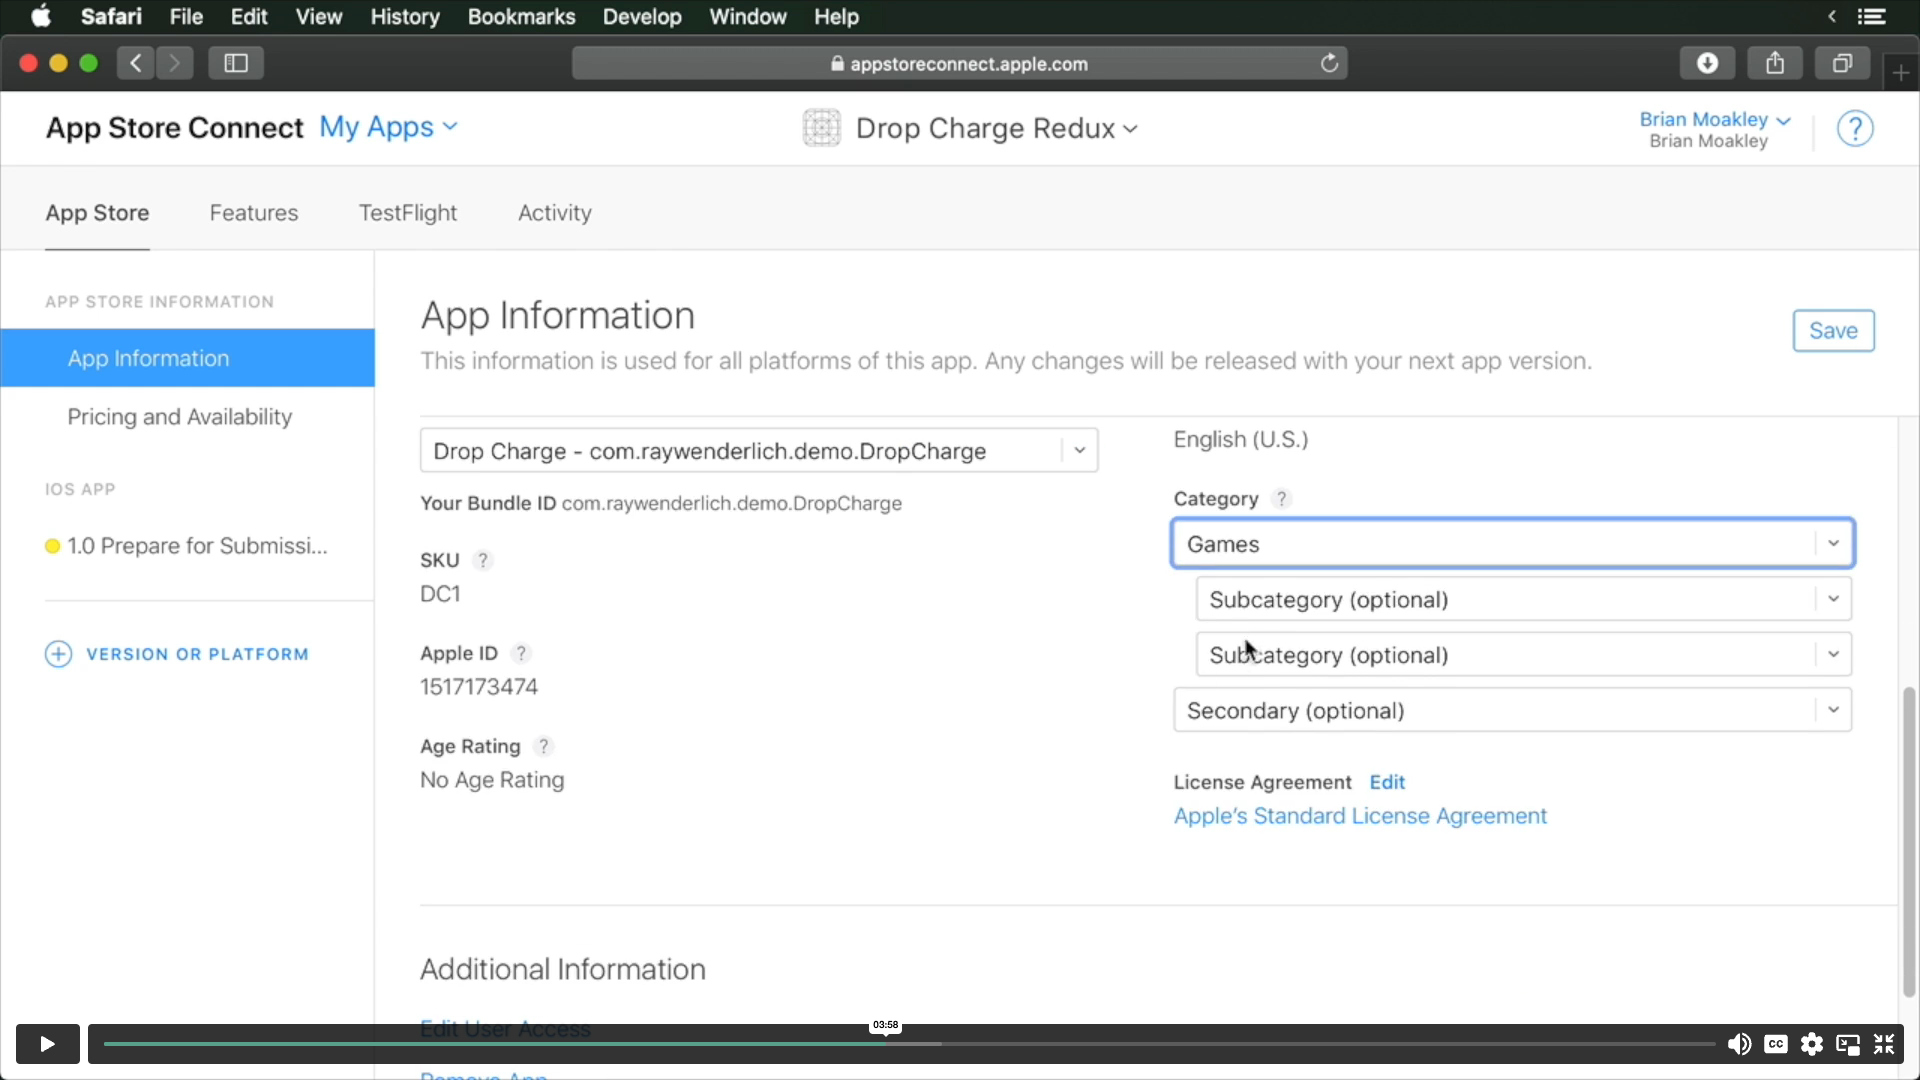 Safari File Edit View History Bookmarks Develop Window Help
appstoreconnect.apple.com
App Store Connect My Apps
Drop Charge Redux
Brian Moakley
Brian Moakley
?
App Store Features TestFlight Activity
APP STORE INFORMATION
App Information
Pricing and Availability
IOS APP
1.0 Prepare for Submissi...
VERSION OR PLATFORM
App Information
Save
This information is used for all platforms of this app. Any changes will be released with your next app version.
Drop Charge - com.raywenderlich.demo.DropCharge
Your Bundle ID com.raywenderlich.demo.DropCharge
SKU ?
DC1
Apple ID ?
1517173474
Age Rating ?
No Age Rating
English (U.S.)
Category ?
Games
Subcategory (optional)
Subcategory (optional)
Secondary (optional)
License Agreement Edit
Apple's Standard License Agreement
Additional Information
Edit User Access
Remove App
03:58
CC